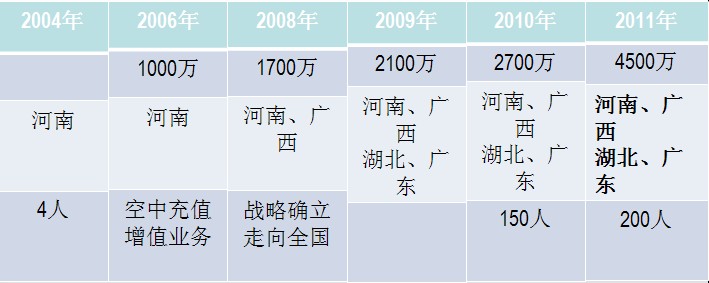 2004年 2006年 2008年 2009年 2010年 2011年
1000万 1700万 2100万 2700万 4500万
河南 河南 河南、广 河南、广 河南、广 河南、广
西 西 西 西
湖北、广 湖北、广 湖北、广
东 东 东
4人 空中充值 战略确立 150人 200人
增值业务 走向全国